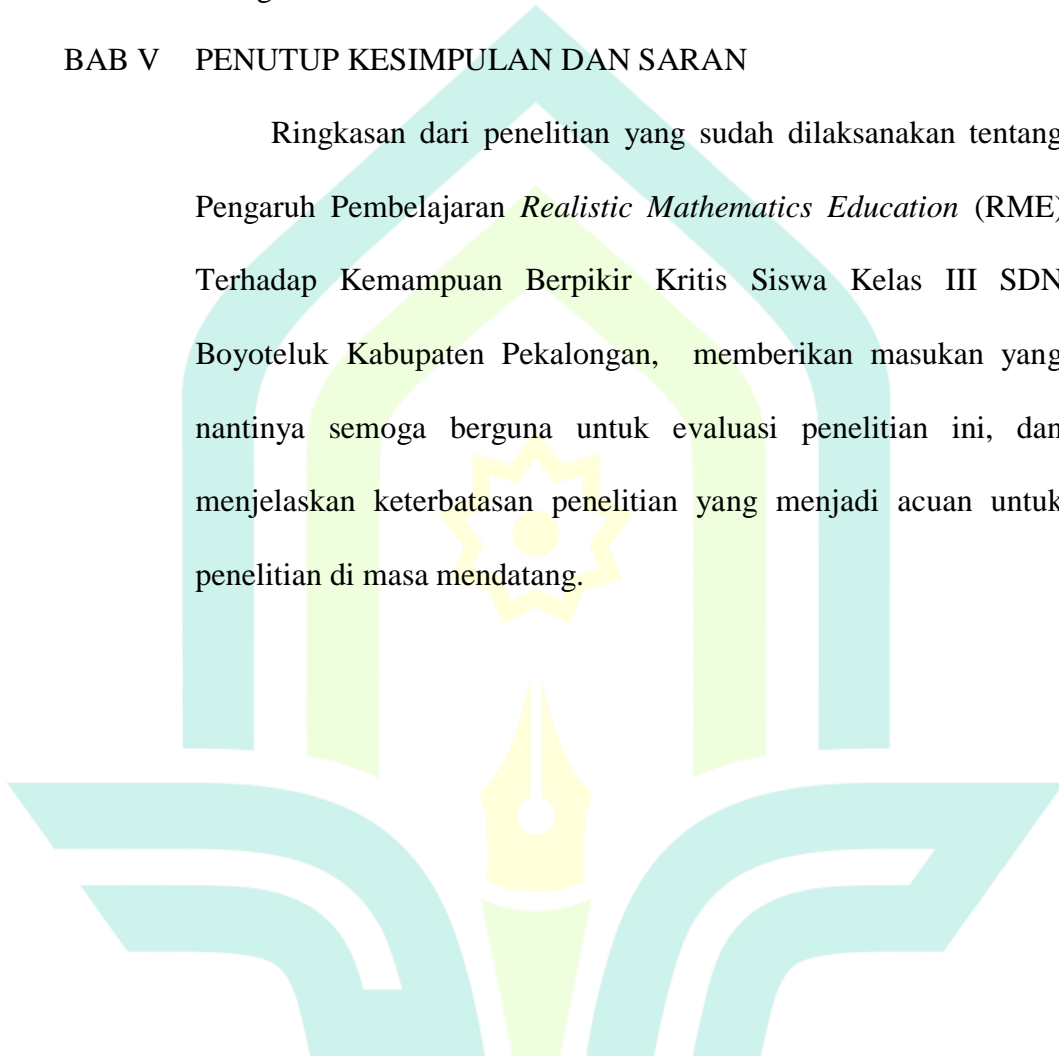 BAB V PENUTUP KESIMPULAN DAN SARAN
Ringkasan dari penelitian yang sudah dilaksanakan tentang
Pengaruh Pembelajaran Realistic Mathematics Education (RME)
Terhadap Kemampuan Berpikir Kritis Siswa Kelas III SDN
Boyoteluk Kabupaten Pekalongan, memberikan masukan yang
nantinya semoga berguna untuk evaluasi penelitian ini, dan
menjelaskan keterbatasan penelitian yang menjadi acuan untuk
penelitian di masa mendatang.